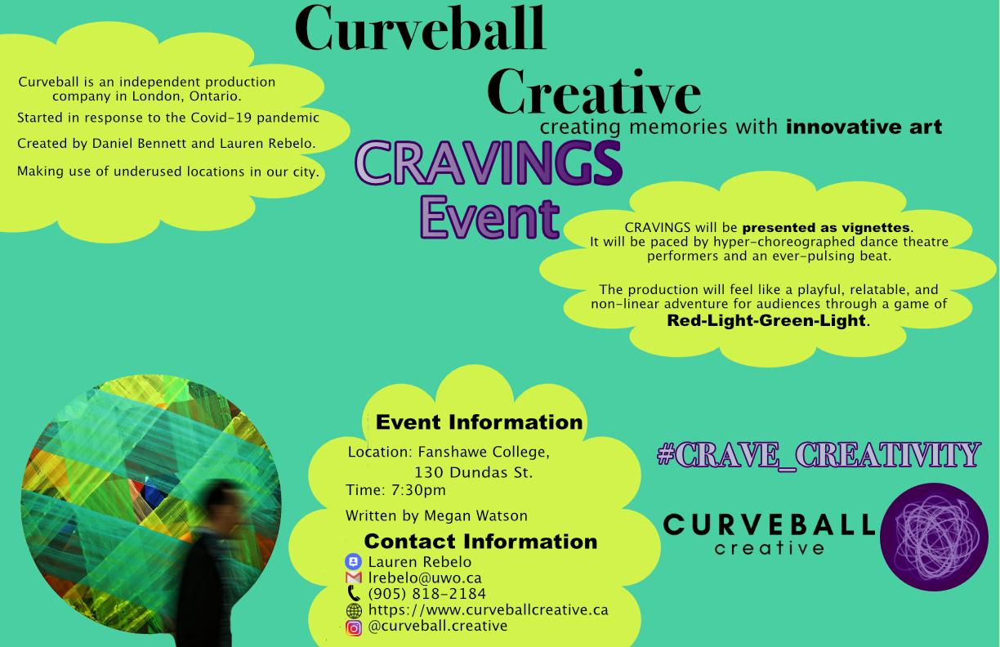 Curveball
Creative
creating memories with innovative art
Curveball is an independent production
company in London, Ontario.
Started in response to the Covid-19 pandemic
Created by Daniel Bennett and Lauren Rebelo.
Making use of underused locations in our city.
CRAVINGS
Event
CRAVINGS will be presented as vignettes.
It will be paced by hyper-choreographed dance theatre
performers and an ever-pulsing beat.
The production will feel like a playful, relatable, and
non-linear adventure for audiences through a game of
Red-Light-Green-Light.
Event Information
Location: Fanshawe College,
130 Dundas St.
Time: 7:30pm
Written by Megan Watson
Contact Information
Lauren Rebelo
lrebelo@uwo.ca
(905) 818-2184
https://www.curveballcreative.ca
@curveball.creative
#CRAVE_CREATIVITY
CURVEBALL
creative